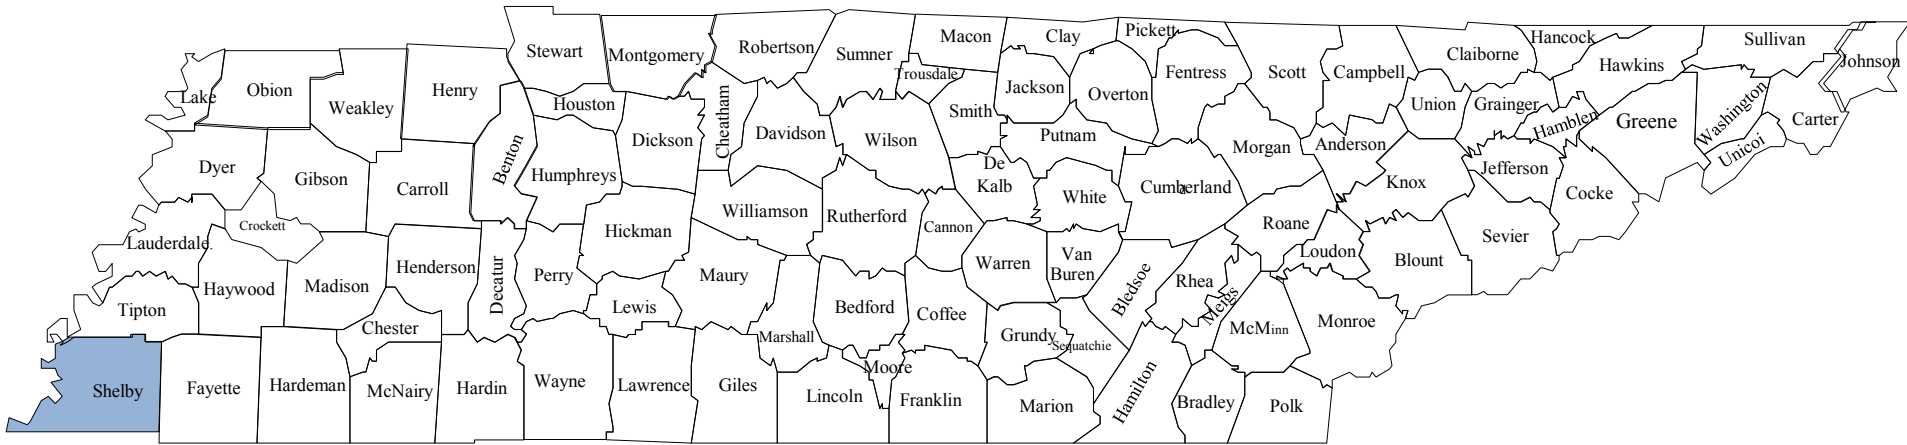 Stewart
Montgomery
Robertson
Sumner
Macon
Clay
Pickett
Claiborne
Hancock
Hawkins
Sullivan
Johnson
Lake
Obion
Weakley
Henry
Houston
Trousdale
Jackson
Overton
Fentress
Scott
Campbell
Union
Grainger
Hamblen
Greene
Washington
Carter
Unicoi
Dyer
Gibson
Carroll
Benton
Humphreys
Dickson
Cheatham
Davidson
Wilson
Smith
Putnam
De
Kalb
White
Cumberland
Morgan
Anderson
Knox
Jefferson
Cocke
Crockett
Lauderdale.
Haywood
Madison
Henderson
Decatur
Perry
Hickman
Williamson
Rutherford
Cannon
Warren
Van
Buren
Bledsoe
Rhea
Meigs
Roane
Loudon
Blount
Sevier
Tipton
Chester
Lewis
Maury
Marshall
Bedford
Coffee
Grundy
Sequatchie
McMinn
Monroe
Shelby
Fayette
Hardeman
McNairy
Hardin
Wayne
Lawrence
Giles
Lincoln
Moore
Franklin
Marion
Hamilton
Bradley
Polk